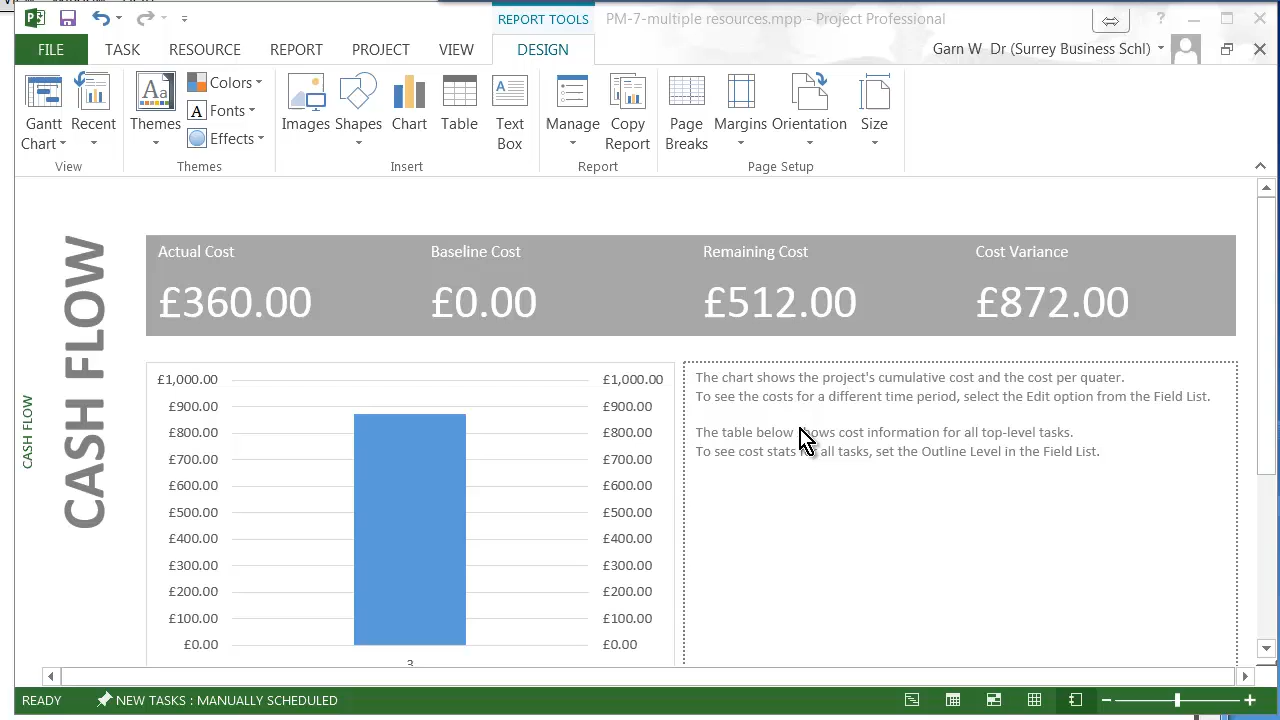 REPORT TOOLS
PM-7-multiple resources.mpp - Project Professional
?
FILE
TASK
RESOURCE
REPORT
PROJECT
VIEW
DESIGN
Garn W Dr (Surrey Business Schl)
Gantt
Chart
Recent
View
Aa
Themes
Colors
A Fonts
Effects
Themes
Images
Shapes
Chart
Table
A
Text
Box
Insert
Manage
Copy
Report
Report
Page
Breaks
Margins
Orientation
Size
Page Setup
CASH FLOW
CASH FLOW
Actual Cost
£360.00
Baseline Cost
£0.00
Remaining Cost
£512.00
Cost Variance
£872.00
£1,000.00
£900.00
£800.00
£700.00
£600.00
£500.00
£400.00
£300.00
£200.00
£100.00
£0.00
£1,000.00
£900.00
£800.00
£700.00
£600.00
£500.00
£400.00
£300.00
£200.00
£100.00
£0.00
3
The chart shows the project's cumulative cost and the cost per quater.
To see the costs for a different time period, select the Edit option from the Field List.
The table below shows cost information for all top-level tasks.
To see cost stats for all tasks, set the Outline Level in the Field List.
READY
NEW TASKS : MANUALLY SCHEDULED